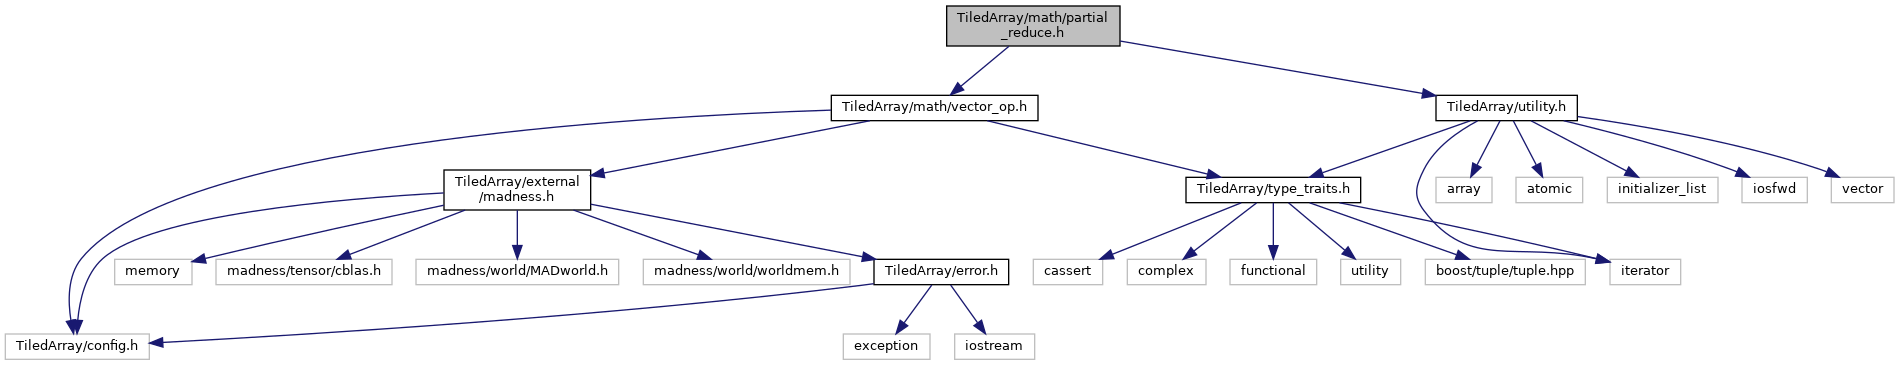 TiledArray/math/partial
_reduce.h
TiledArray/math/vector_op.h
TiledArray/utility.h
TiledArray/external
/madness.h
TiledArray/type_traits.h
array
atomic
initializer_list
iosfwd
vector
memory
madness/tensor/cblas.h
madness/world/MADworld.h
madness/world/worldmem.h
TiledArray/error.h
cassert
complex
functional
utility
boost/tuple/tuple.hpp
iterator
TiledArray/config.h
exception
iostream